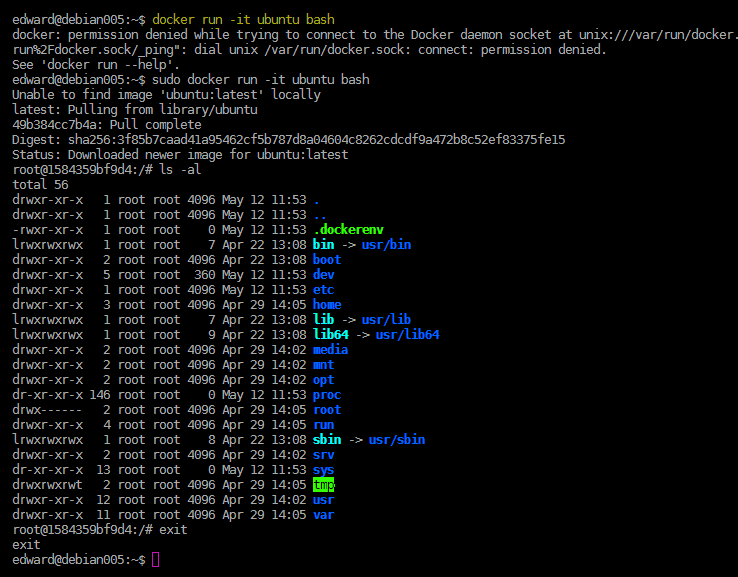 edward@debian005:~$ docker run -it ubuntu bash
docker: permission denied while trying to connect to the Docker daemon socket at unix:///var/run/docker.
run%2Fdocker.sock/_ping": dial unix /var/run/docker.sock: connect: permission denied.
See 'docker run --help'.
edward@debian005:~$ sudo docker run -it ubuntu bash
Unable to find image 'ubuntu:latest' locally
latest: Pulling from library/ubuntu
49b384cc7b4a: Pull complete
Digest: sha256:3f85b7caad41a95462cf5b787d8a04604c8262cdcdf9a472b8c52ef83375fe15
Status: Downloaded newer image for ubuntu:latest
root@1584359bf9d4:/# ls -al
total 56
drwxr-xr-x   1 root root 4096 May 12 11:53 .
drwxr-xr-x   1 root root 4096 May 12 11:53 ..
-rwxr-xr-x   1 root root    0 May 12 11:53 .dockerenv
lrwxrwxrwx   1 root root    7 Apr 22 13:08 bin -> usr/bin
drwxr-xr-x   2 root root 4096 Apr 22 13:08 boot
drwxr-xr-x   5 root root  360 May 12 11:53 dev
drwxr-xr-x   1 root root 4096 May 12 11:53 etc
drwxr-xr-x   3 root root 4096 Apr 29 14:05 home
lrwxrwxrwx   1 root root    7 Apr 22 13:08 lib -> usr/lib
lrwxrwxrwx   1 root root    9 Apr 22 13:08 lib64 -> usr/lib64
drwxr-xr-x   2 root root 4096 Apr 29 14:02 media
drwxr-xr-x   2 root root 4096 Apr 29 14:02 mnt
drwxr-xr-x   2 root root 4096 Apr 29 14:02 opt
dr-xr-xr-x 146 root root    0 May 12 11:53 proc
drwx------   2 root root 4096 Apr 29 14:05 root
drwxr-xr-x   4 root root 4096 Apr 29 14:05 run
lrwxrwxrwx   1 root root    8 Apr 22 13:08 sbin -> usr/sbin
drwxr-xr-x   2 root root 4096 Apr 29 14:02 srv
dr-xr-xr-x  13 root root    0 May 12 11:53 sys
drwxrwxrwt   2 root root 4096 Apr 29 14:05 tmp
drwxr-xr-x  12 root root 4096 Apr 29 14:02 usr
drwxr-xr-x  11 root root 4096 Apr 29 14:05 var
root@1584359bf9d4:/# exit
exit
edward@debian005:~$